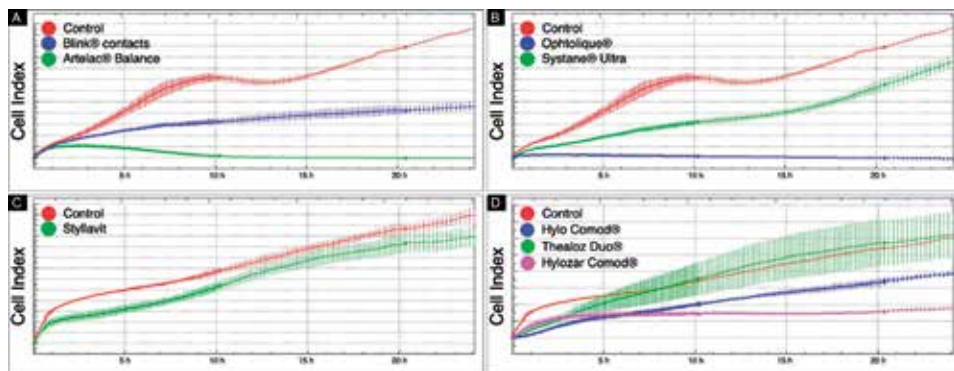 A
Control
Blink® contacts
Artelac® Balance
Cell Index
5 h 10 h 15 h 20 h
B
Control
Ophtolique®
Systane® Ultra
Cell Index
5 h 10 h 15 h 20 h
C
Control
Styllavit
Cell Index
5 h 10 h 15 h 20 h
D
Control
Hylo Comod®
Thealoz Duo®
Hylozar Comod®
Cell Index
5 h 10 h 15 h 20 h